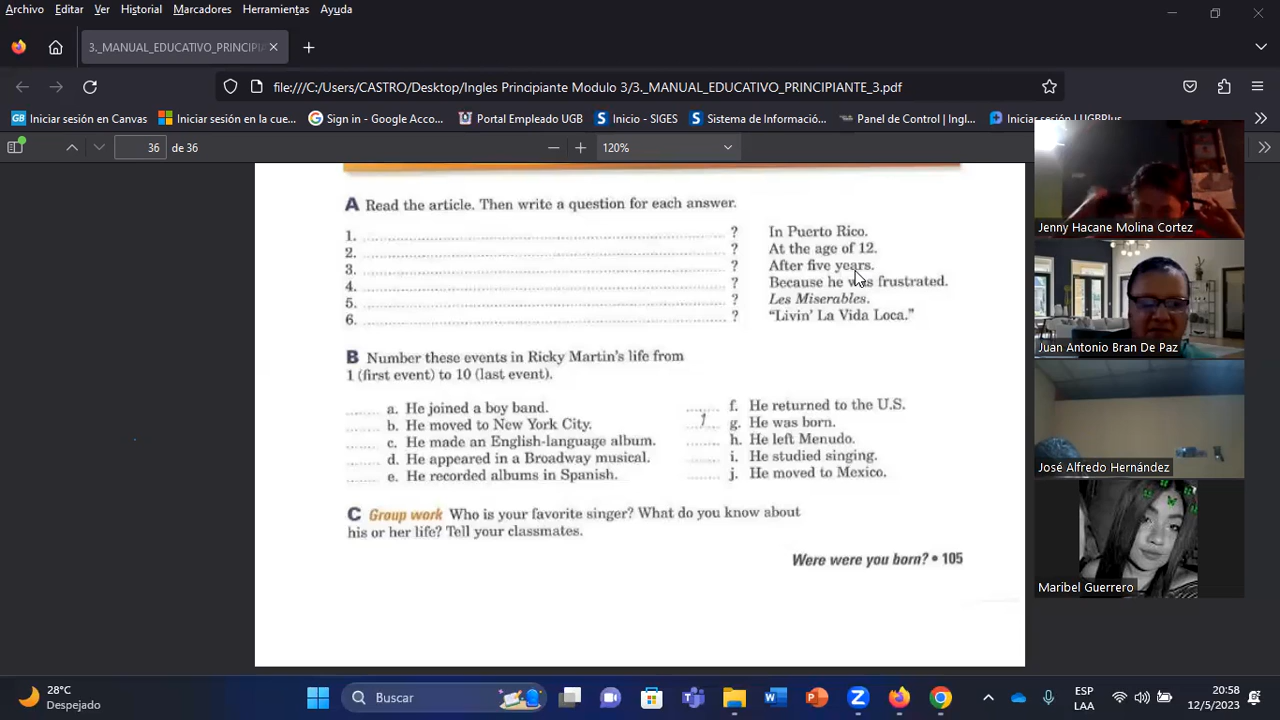 Archivo Editar Ver Historial Marcadores Herramientas Ayuda
3._MANUAL_EDUCATIVO_PRINCIPIA
file:///C:/Users/CASTRO/Desktop/Ingles Principiante Modulo 3/3._MANUAL_EDUCATIVO_PRINCIPIANTE_3.pdf
Iniciar sesión en Canvas Iniciar sesión en la cue... Sign in - Google Acco... Portal Empleado UGB Inicio - SIGES Sistema de Informació... Panel de Control | Ingl... Iniciar sesión | UGBPlus
36 de 36 120%
A Read the article. Then write a question for each answer.
1. ? In Puerto Rico.
2. ? At the age of 12.
3. ? After five years.
4. ? Because he was frustrated.
5. ? Les Miserables.
6. ? "Livin' La Vida Loca."
B Number these events in Ricky Martin's life from
1 (first event) to 10 (last event).
a. He joined a boy band. f. He returned to the U.S.
b. He moved to New York City. 1 g. He was born.
c. He made an English-language album. h. He left Menudo.
d. He appeared in a Broadway musical. i. He studied singing.
e. He recorded albums in Spanish. j. He moved to Mexico.
C Group work Who is your favorite singer? What do you know about
his or her life? Tell your classmates.
Were were you born? • 105
Jenny Hacker Molina Cortez
Juan Antonio Bran De Paz
José Alfredo Hernández
Maribel Guerrero
28°C
Despejado
Buscar
ESP
LAA
20:58
12/5/2023